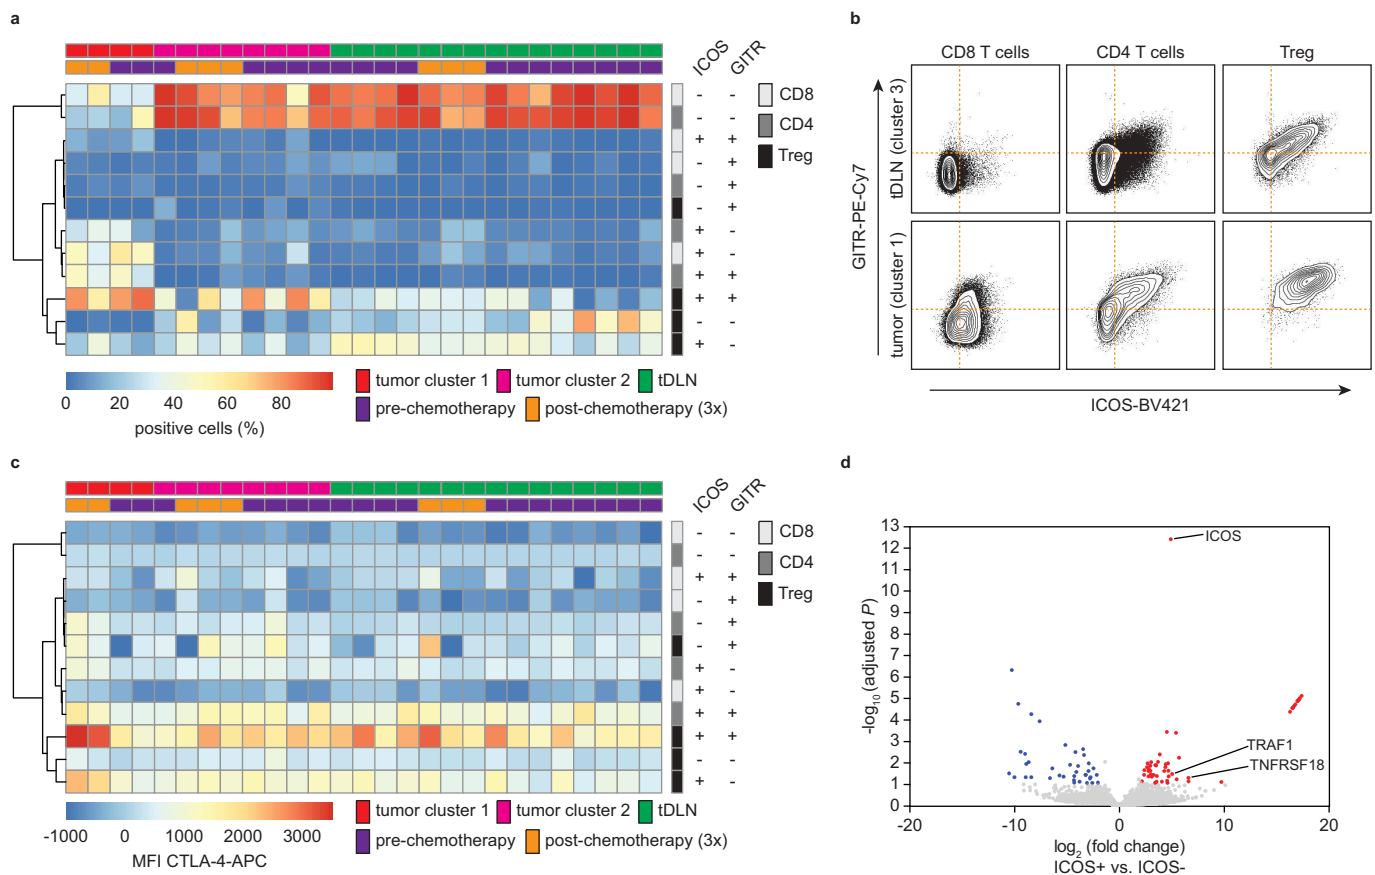 a
ICOS
GITR
- -
- -
+ +
- +
- +
- +
+ -
+ -
+ +
+ +
- -
+ -
CD8
CD4
Treg
0 20 40 60 80
positive cells (%)
tumor cluster 1
tumor cluster 2
tDLN
pre-chemotherapy
post-chemotherapy (3x)
b
CD8 T cells
CD4 T cells
Treg
GITR-PE-Cy7
tDLN (cluster 3)
tumor (cluster 1)
ICOS-BV421
c
ICOS
GITR
- -
- -
+ +
- +
- +
- +
+ -
+ -
+ +
+ +
- -
+ -
CD8
CD4
Treg
-1000 0 1000 2000 3000
MFI CTLA-4-APC
tumor cluster 1
tumor cluster 2
tDLN
pre-chemotherapy
post-chemotherapy (3x)
d
13
12
11
10
9
8
7
6
5
4
3
2
1
0
-log10 (adjusted P)
ICOS
TRAF1
TNFRSF18
-20 -10 0 10 20
log2 (fold change)
ICOS+ vs. ICOS-